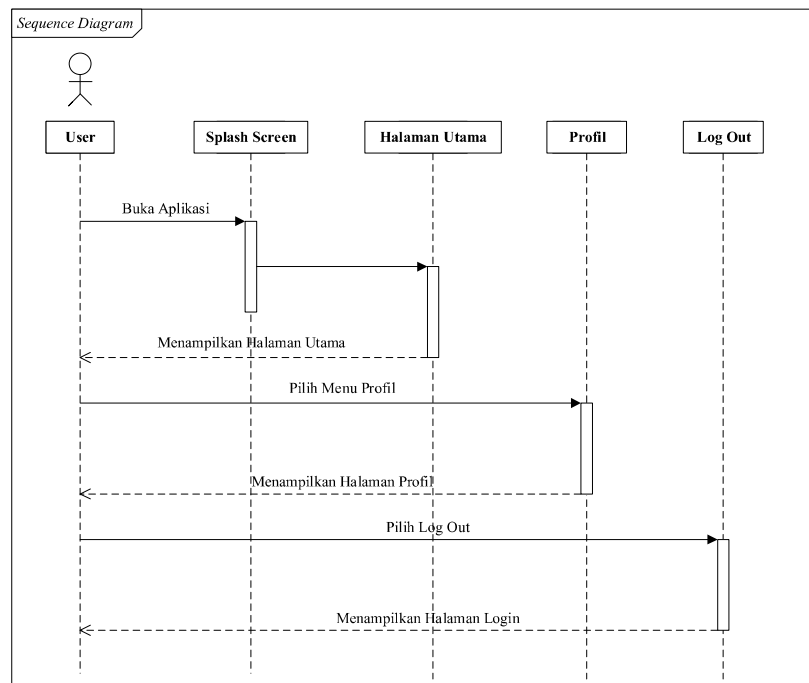 Sequence Diagram
User
Splash Screen
Halaman Utama
Profil
Log Out
Buka Aplikasi
Menampilkan Halaman Utama
Pilih Menu Profil
Menampilkan Halaman Profil
Pilih Log Out
Menampilkan Halaman Login